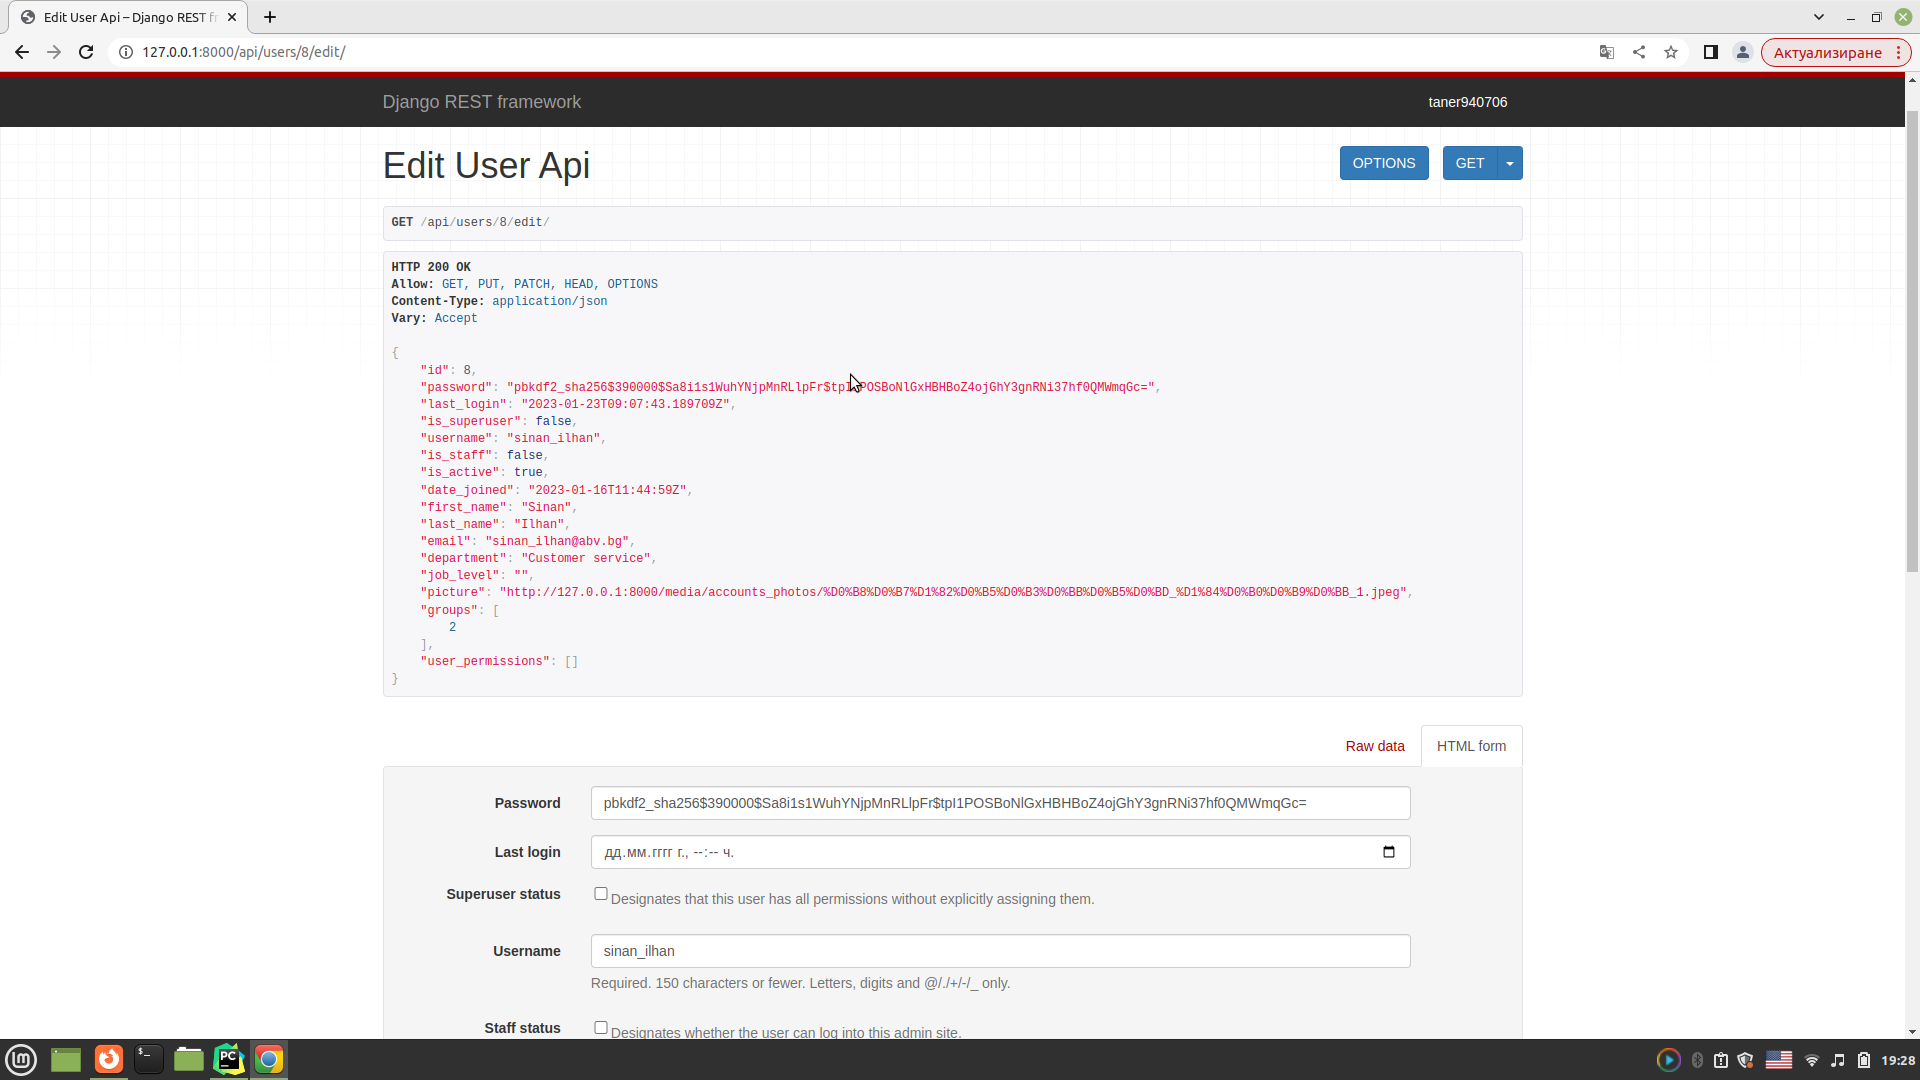 Edit User Api – Django REST fr
127.0.0.1:8000/api/users/8/edit/
Актуализиране
Django REST framework
taner940706
Edit User Api
OPTIONS
GET
GET /api/users/8/edit/
HTTP 200 OK
Allow: GET, PUT, PATCH, HEAD, OPTIONS
Content-Type: application/json
Vary: Accept
{
"id": 8,
"password": "pbkdf2_sha256$390000$Sa8i1s1WuhYNjpMnRLlpFr$tpI1POSBoNlGxHBHBoZ4ojGhY3gnRNi37hf0QMWmqGc=",
"last_login": "2023-01-23T09:07:43.189709Z",
"is_superuser": false,
"username": "sinan_ilhan",
"is_staff": false,
"is_active": true,
"date_joined": "2023-01-16T11:44:59Z",
"first_name": "Sinan",
"last_name": "Ilhan",
"email": "sinan_ilhan@abv.bg",
"department": "Customer service",
"job_level": "",
"picture": "http://127.0.0.1:8000/media/accounts_photos/%D0%B8%D0%B7%D1%82%D0%B5%D0%B3%D0%BB%D0%B5%D0%BD_%D1%84%D0%B0%D0%B9%D0%BB_1.jpeg",
"groups": [
2
],
"user_permissions": []
}
Raw data
HTML form
Password
pbkdf2_sha256$390000$Sa8i1s1WuhYNjpMnRLlpFr$tpI1POSBoNlGxHBHBoZ4ojGhY3gnRNi37hf0QMWmqGc=
Last login
дд.мм.гггг г., --:-- ч.
Superuser status
Designates that this user has all permissions without explicitly assigning them.
Username
sinan_ilhan
Required. 150 characters or fewer. Letters, digits and @/./+/-/_ only.
Staff status
Designates whether the user can log into this admin site.
PC
19:28